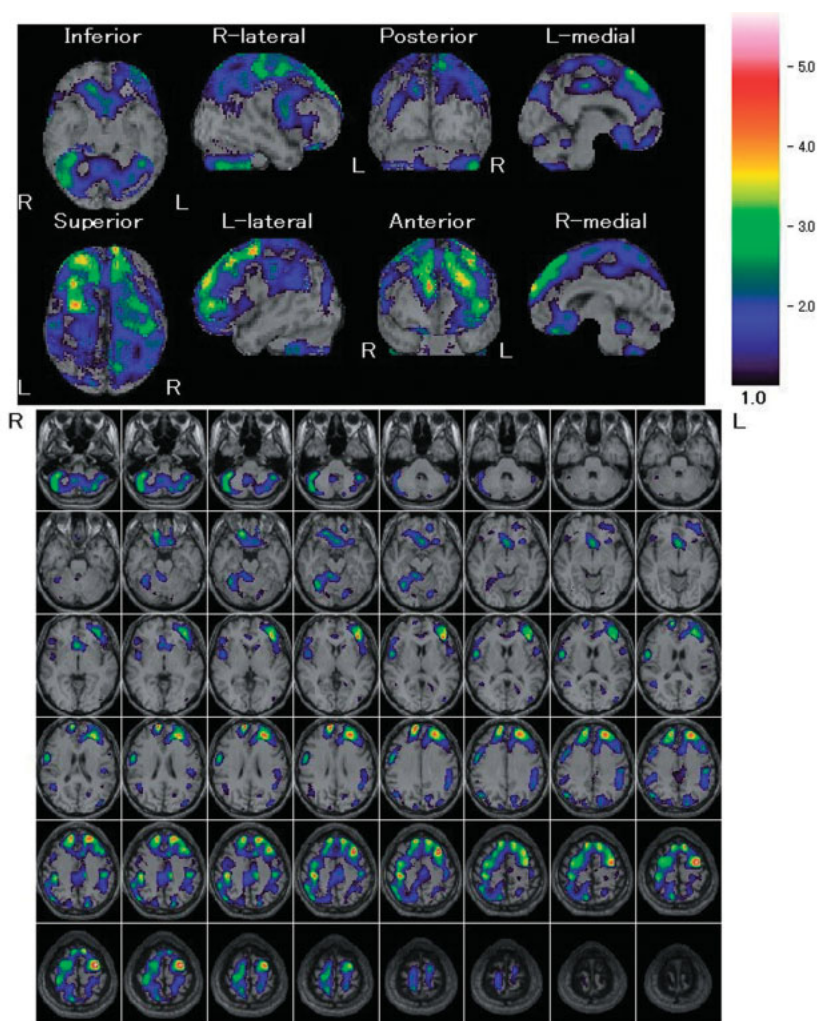 Inferior R-lateral Posterior L-medial
5.0
4.0
L R
R L
3.0
Superior L-lateral Anterior R-medial
2.0
R L
L R
1.0
R L